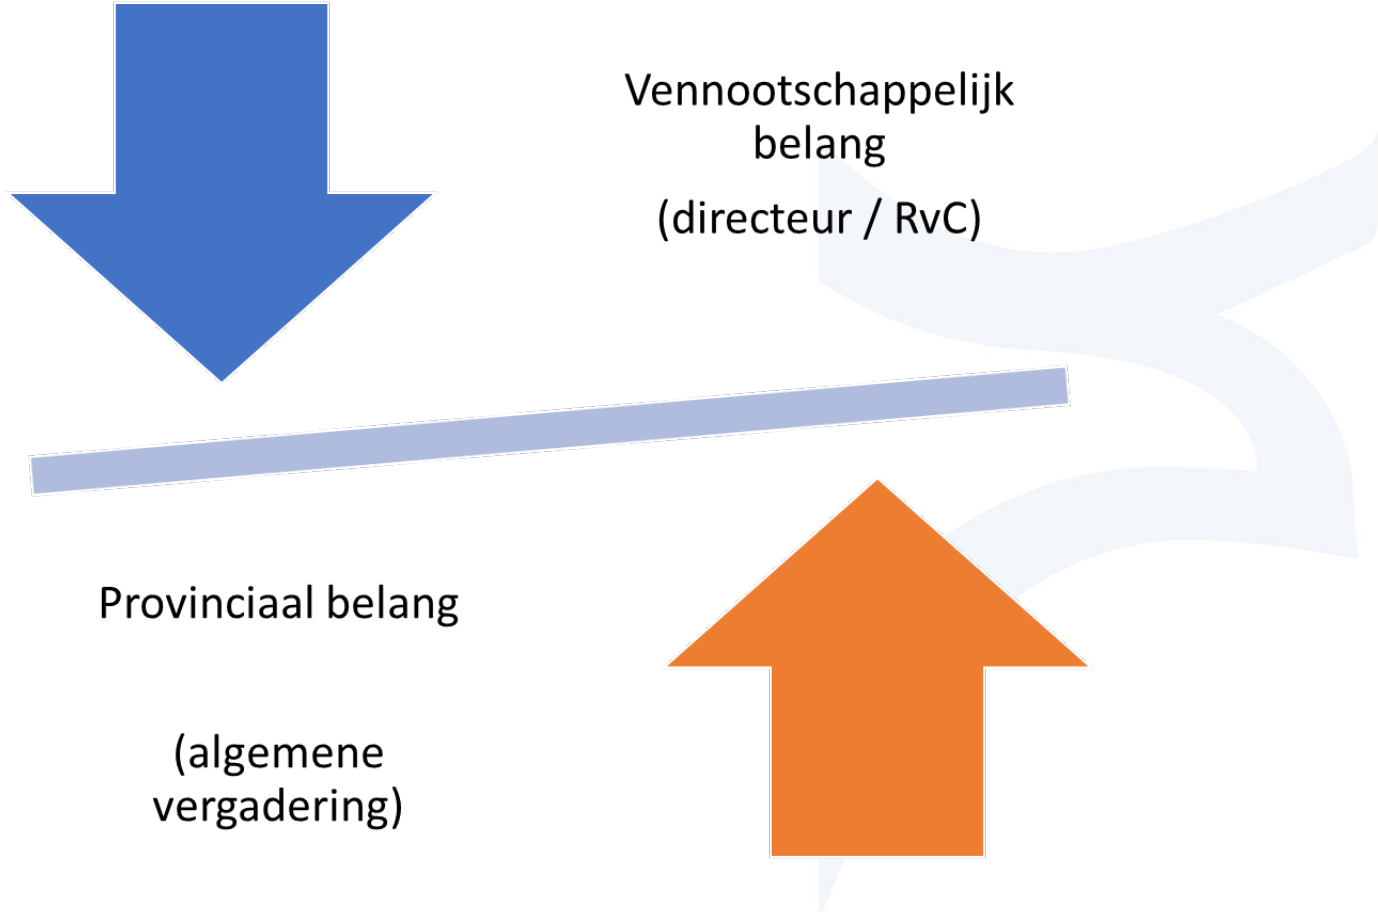 Vennootschappelijk
belang
(directeur / RvC)
Provinciaal belang
(algemene
vergadering)